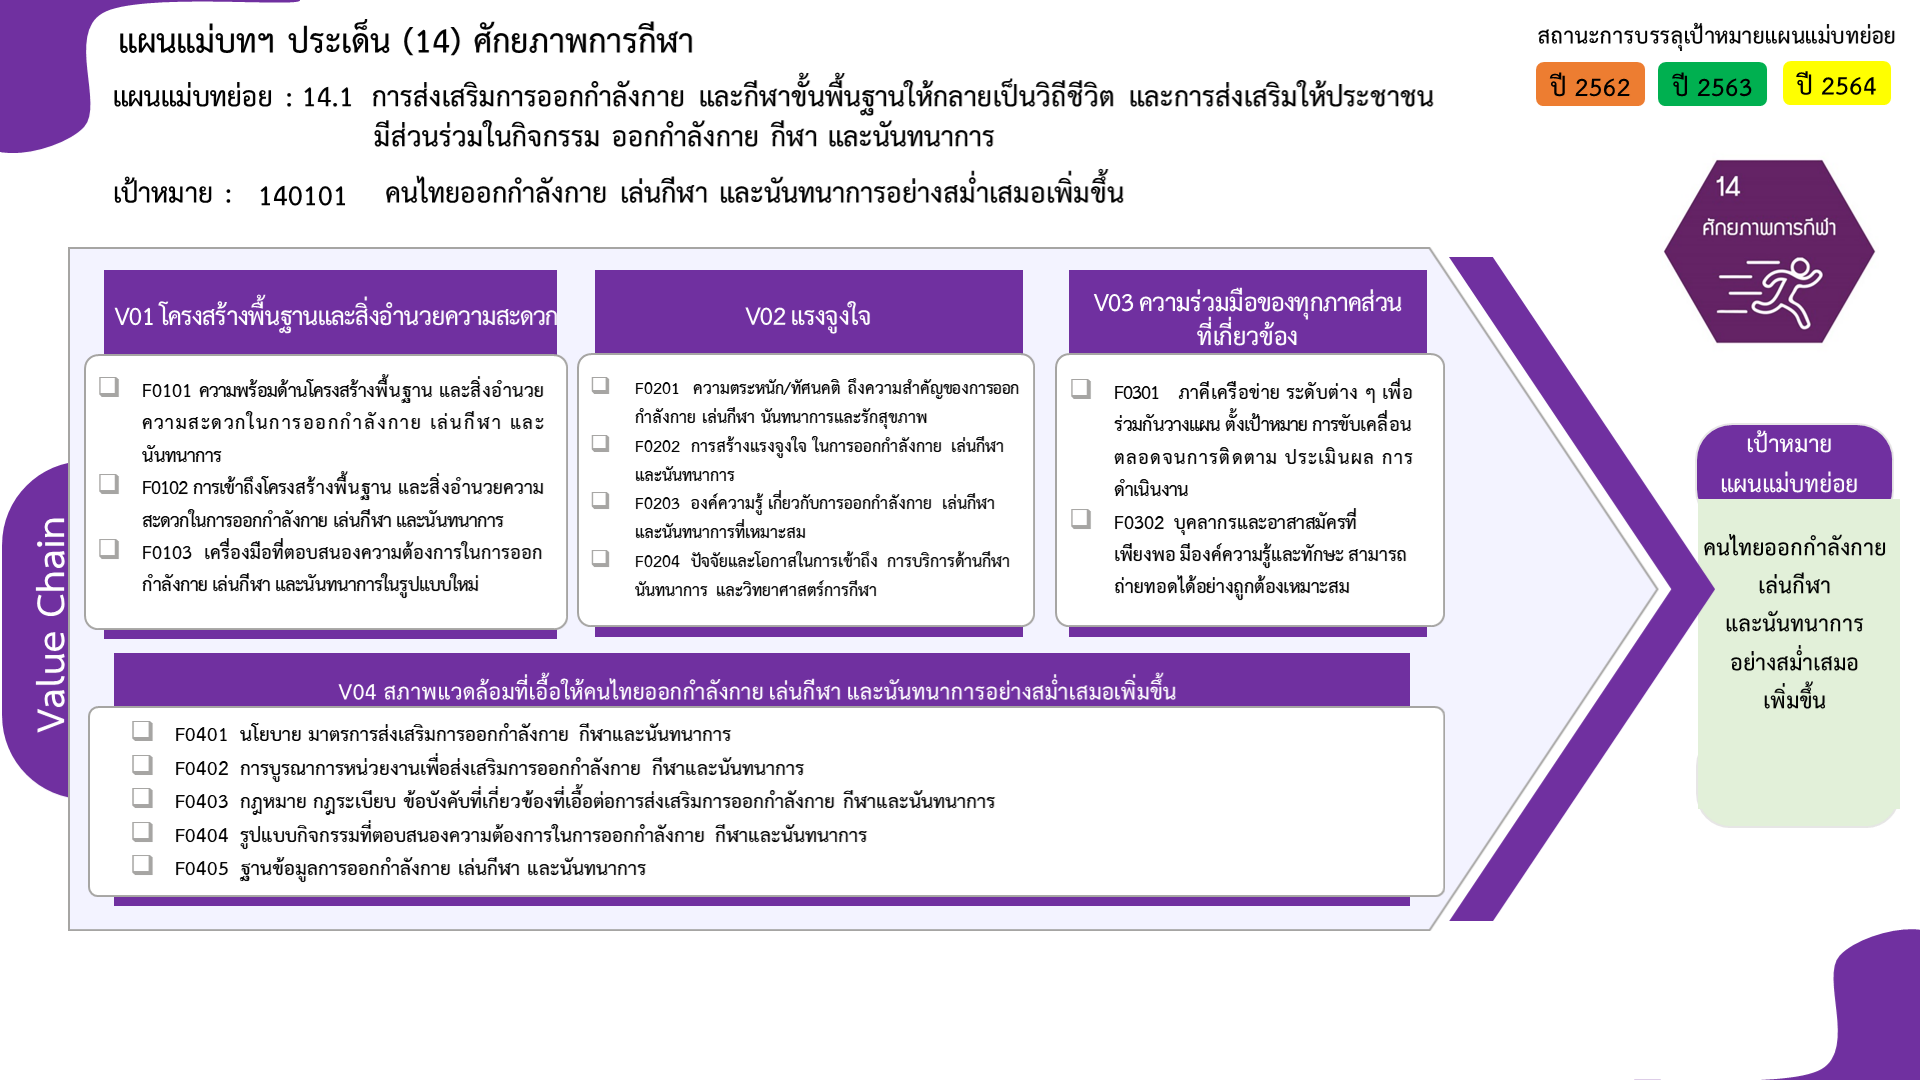 แผนแม่บทฯ ประเด็น (14) ศักยภาพการกีฬา
สถานะการบรรลุเป้าหมายแผนแม่บทย่อย
ปี 2562 ปี 2563 ปี 2564
แผนแม่บทย่อย : 14.1 การส่งเสริมการออกกำลังกาย และกีฬาขั้นพื้นฐานให้กลายเป็นวิถีชีวิต และการส่งเสริมให้ประชาชน
มีส่วนร่วมในกิจกรรม ออกกำลังกาย กีฬา และนันทนาการ
เป้าหมาย : 140101 คนไทยออกกำลังกาย เล่นกีฬา และนันทนาการอย่างสม่ำเสมอเพิ่มขึ้น
14
ศักยภาพการกีฬา
Value Chain
V01 โครงสร้างพื้นฐานและสิ่งอำนวยความสะดวก
F0101 ความพร้อมด้านโครงสร้างพื้นฐาน และสิ่งอำนวย
ความสะดวกในการออกกำลังกาย เล่นกีฬา และ
นันทนาการ
F0102 การเข้าถึงโครงสร้างพื้นฐาน และสิ่งอำนวยความ
สะดวกในการออกกำลังกาย เล่นกีฬา และนันทนาการ
F0103 เครื่องมือที่ตอบสนองความต้องการในการออก
กำลังกาย เล่นกีฬา และนันทนาการในรูปแบบใหม่
V02 แรงจูงใจ
F0201 ความตระหนัก/ทัศนคติ ถึงความสำคัญของการออก
กำลังกาย เล่นกีฬา นันทนาการและรักสุขภาพ
F0202 การสร้างแรงจูงใจ ในการออกกำลังกาย เล่นกีฬา
และนันทนาการ
F0203 องค์ความรู้ เกี่ยวกับการออกกำลังกาย เล่นกีฬา
และนันทนาการที่เหมาะสม
F0204 ปัจจัยและโอกาสในการเข้าถึง การบริการด้านกีฬา
นันทนาการ และวิทยาศาสตร์การกีฬา
V03 ความร่วมมือของทุกภาคส่วน
ที่เกี่ยวข้อง
F0301 ภาคีเครือข่าย ระดับต่าง ๆ เพื่อ
ร่วมกันวางแผน ตั้งเป้าหมาย การขับเคลื่อน
ตลอดจนการติดตาม ประเมินผล การ
ดำเนินงาน
F0302 บุคลากรและอาสาสมัครที่
เพียงพอ มีองค์ความรู้และทักษะ สามารถ
ถ่ายทอดได้อย่างถูกต้องเหมาะสม
V04 สภาพแวดล้อมที่เอื้อให้คนไทยออกกำลังกาย เล่นกีฬา และนันทนาการอย่างสม่ำเสมอเพิ่มขึ้น
F0401 นโยบาย มาตรการส่งเสริมการออกกำลังกาย กีฬาและนันทนาการ
F0402 การบูรณาการหน่วยงานเพื่อส่งเสริมการออกกำลังกาย กีฬาและนันทนาการ
F0403 กฎหมาย กฎระเบียบ ข้อบังคับที่เกี่ยวข้องที่เอื้อต่อการส่งเสริมการออกกำลังกาย กีฬาและนันทนาการ
F0404 รูปแบบกิจกรรมที่ตอบสนองความต้องการในการออกกำลังกาย กีฬาและนันทนาการ
F0405 ฐานข้อมูลการออกกำลังกาย เล่นกีฬา และนันทนาการ
เป้าหมาย
แผนแม่บทย่อย
คนไทยออกกำลังกาย
เล่นกีฬา
และนันทนาการ
อย่างสม่ำเสมอ
เพิ่มขึ้น